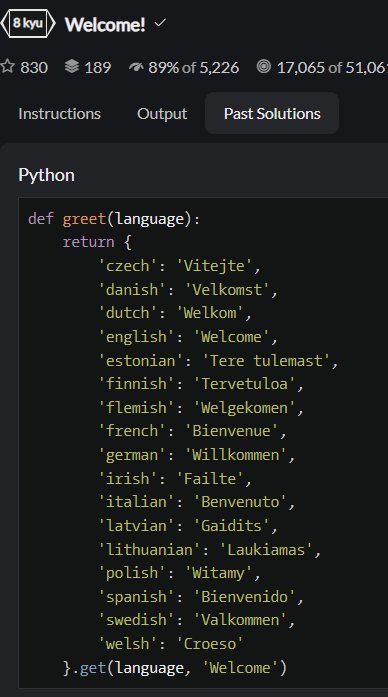 8 kyu Welcome!
830 189 89% of 5,226 17,065 of 51,06
Instructions Output Past Solutions
Python
def greet(language):
    return {
        'czech': 'Vitejte',
        'danish': 'Velkomst',
        'dutch': 'Welkom',
        'english': 'Welcome',
        'estonian': 'Tere tulemast',
        'finnish': 'Tervetuloa',
        'flemish': 'Welgekomen',
        'french': 'Bienvenue',
        'german': 'Willkommen',
        'irish': 'Failte',
        'italian': 'Benvenuto',
        'latvian': 'Gaidits',
        'lithuanian': 'Laukiamas',
        'polish': 'Witamy',
        'spanish': 'Bienvenido',
        'swedish': 'Valkommen',
        'welsh': 'Croeso'
    }.get(language, 'Welcome')